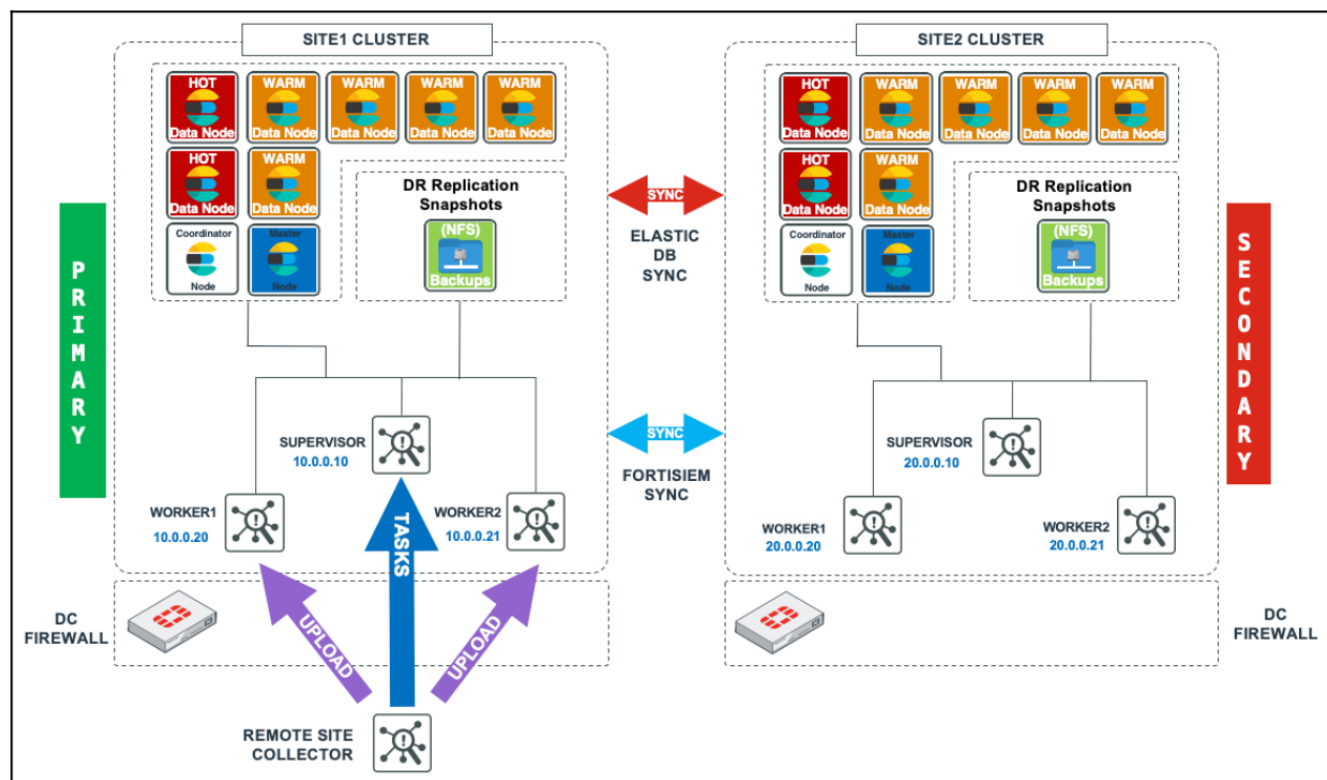 SITE1 CLUSTER
HOT
Data Node
WARM
Data Node
WARM
Data Node
WARM
Data Node
WARM
Data Node
HOT
Data Node
WARM
Data Node
Coordinator
Node
Master
Node
DR Replication
Snapshots
(NFS)
Backups
PRIMARY
SUPERVISOR
10.0.0.10
WORKER1
10.0.0.20
WORKER2
10.0.0.21
TASKS
UPLOAD
UPLOAD
DC
FIREWALL
REMOTE SITE
COLLECTOR
SYNC
ELASTIC
DB
SYNC
SYNC
FORTISIEM
SYNC
SITE2 CLUSTER
HOT
Data Node
WARM
Data Node
WARM
Data Node
WARM
Data Node
WARM
Data Node
HOT
Data Node
WARM
Data Node
Coordinator
Node
Master
Node
DR Replication
Snapshots
(NFS)
Backups
SECONDARY
SUPERVISOR
20.0.0.10
WORKER1
20.0.0.20
WORKER2
20.0.0.21
DC
FIREWALL